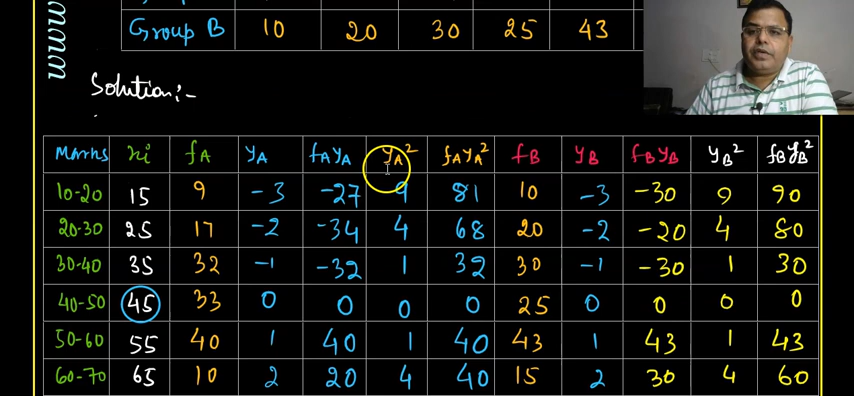 www
Group B 10 20 30 25 43
Solution:-
Marks xi fA yA fAyA yA² fAyA² fB yB fByB yB² fByB²
10-20 15 9 -3 -27 9 81 10 -3 -30 9 90
20-30 25 17 -2 -34 4 68 20 -2 -20 4 80
30-40 35 32 -1 -32 1 32 30 -1 -30 1 30
40-50 45 33 0 0 0 0 25 0 0 0 0
50-60 55 40 1 40 1 40 43 1 43 1 43
60-70 65 10 2 20 4 40 15 2 30 4 60